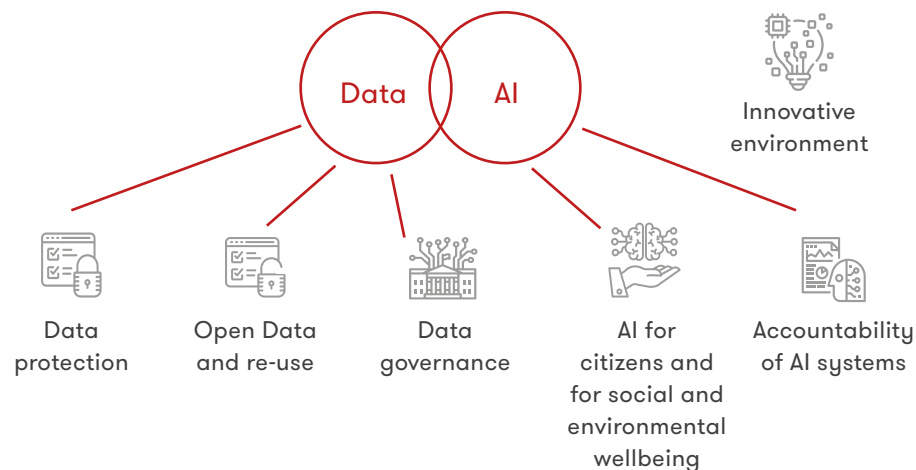 Data
AI
Innovative
environment
Data
protection
Open Data
and re-use
Data
governance
AI for
citizens and
for social and
environmental
wellbeing
Accountability
of AI systems